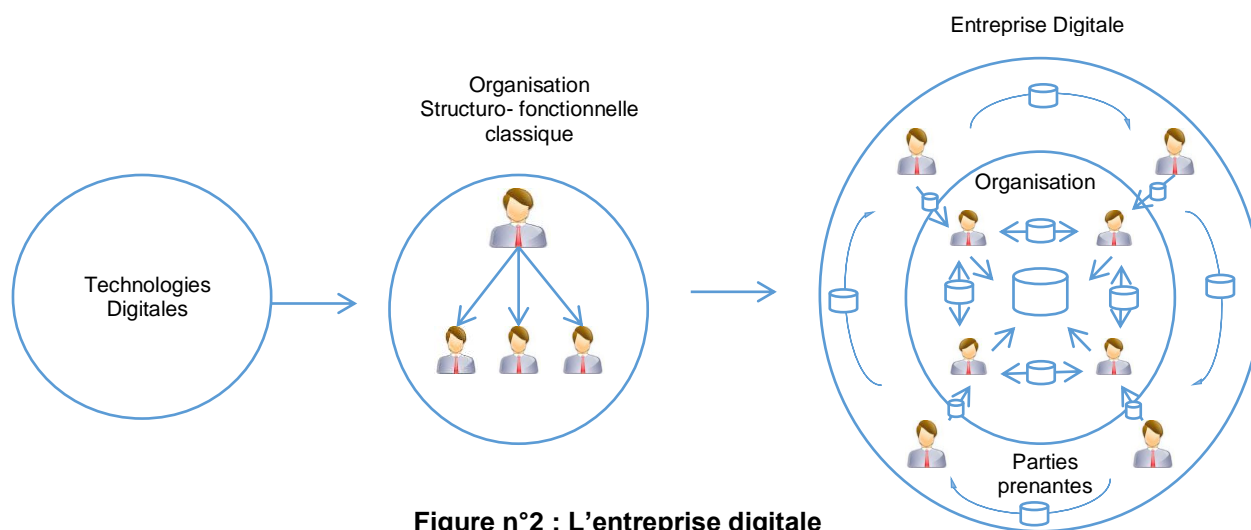 Entreprise Digitale
Organisation
Structuro- fonctionnelle
classique
Technologies
Digitales
Organisation
Parties
prenantes
Figure n°2 : L'entreprise digitale